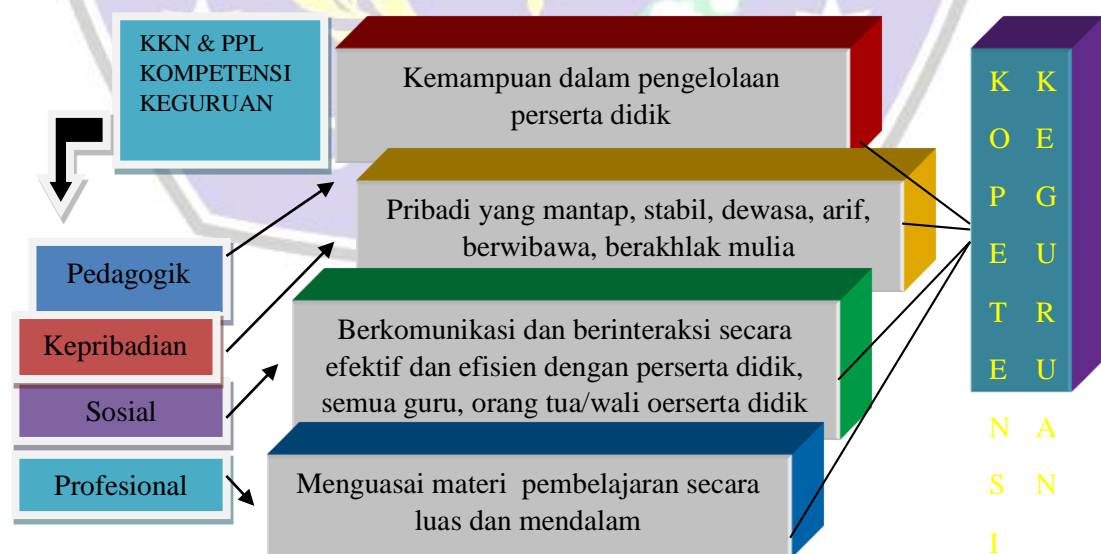 KKN & PPL
KOMPETENSI
KEGURUAN
Kemampuan dalam pengelolaan
perserta didik
Pribadi yang mantap, stabil, dewasa, arif,
berwibawa, berakhlak mulia
Berkomunikasi dan berinteraksi secara
efektif dan efisien dengan perserta didik,
semua guru, orang tua/wali oerserta didik
Menguasai materi pembelajaran secara
luas dan mendalam
Pedagogik
Kepribadian
Sosial
Profesional
K K
O E
P G
E U
T R
E U
N A
S N
I